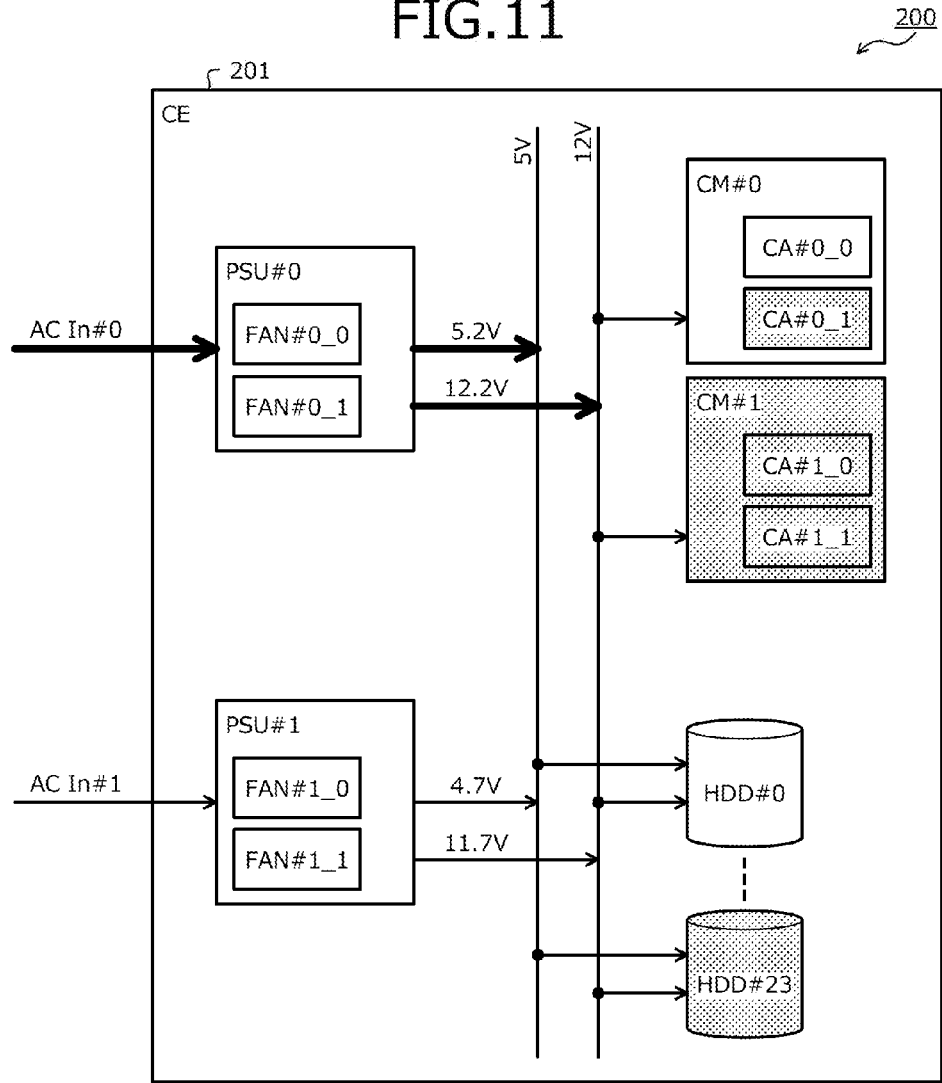 FIG.11
200
201
CE
5V
12V
CM#0
CA#0_0
CA#0_1
PSU#0
FAN#0_0
FAN#0_1
AC In#0
5.2V
12.2V
CM#1
CA#1_0
CA#1_1
PSU#1
FAN#1_0
FAN#1_1
AC In#1
4.7V
11.7V
HDD#0
HDD#23